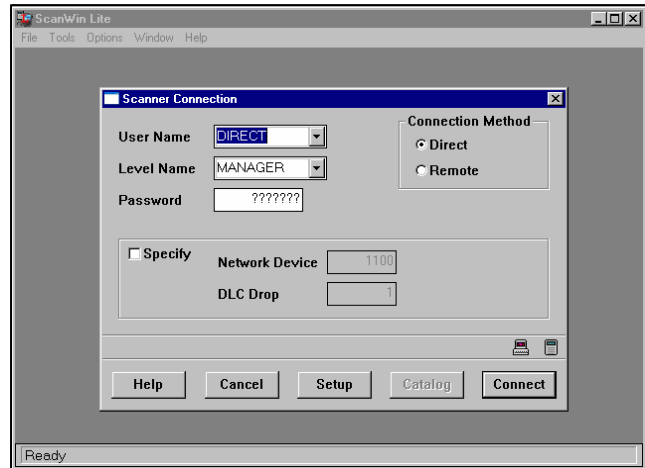 ScanWin Lite
File Tools Options Window Help
Scanner Connection
User Name DIRECT
Level Name MANAGER
Password ???????
Connection Method
Direct
Remote
Specify
Network Device 1100
DLC Drop 1
Help Cancel Setup Catalog Connect
Ready